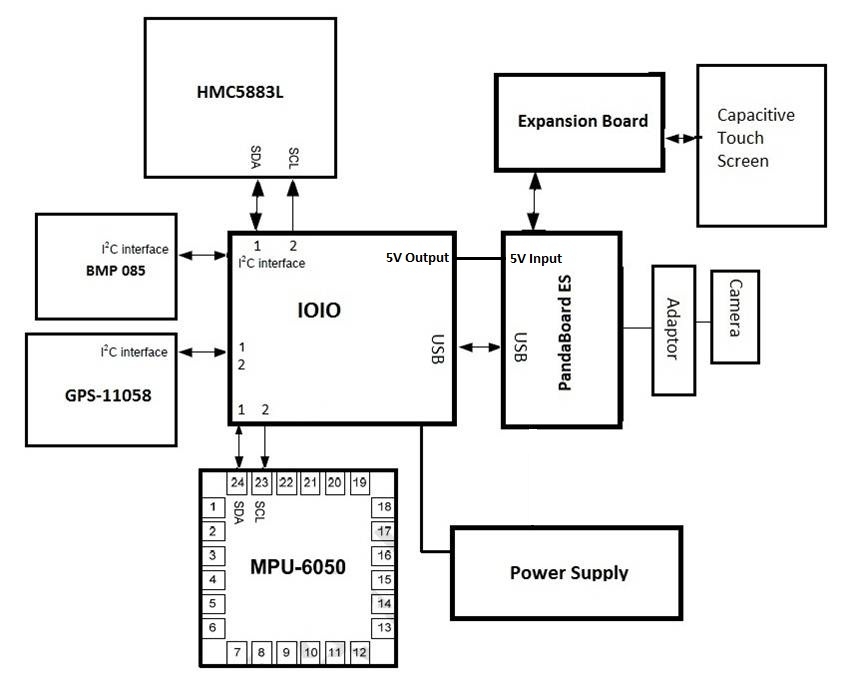 HMC5883L
SDA
SCL
Expansion Board
Capacitive
Touch
Screen
I²C interface
BMP 085
1 2
I²C interface
5V Output
5V Input
IOIO
USB
USB
PandaBoard ES
Adaptor
Camera
1
2
I²C interface
GPS-11058
1 2
24 23 22 21 20 19
SDA
SCL
1
2
3
4
5
6
18
17
16
15
14
13
MPU-6050
7 8 9 10 11 12
Power Supply